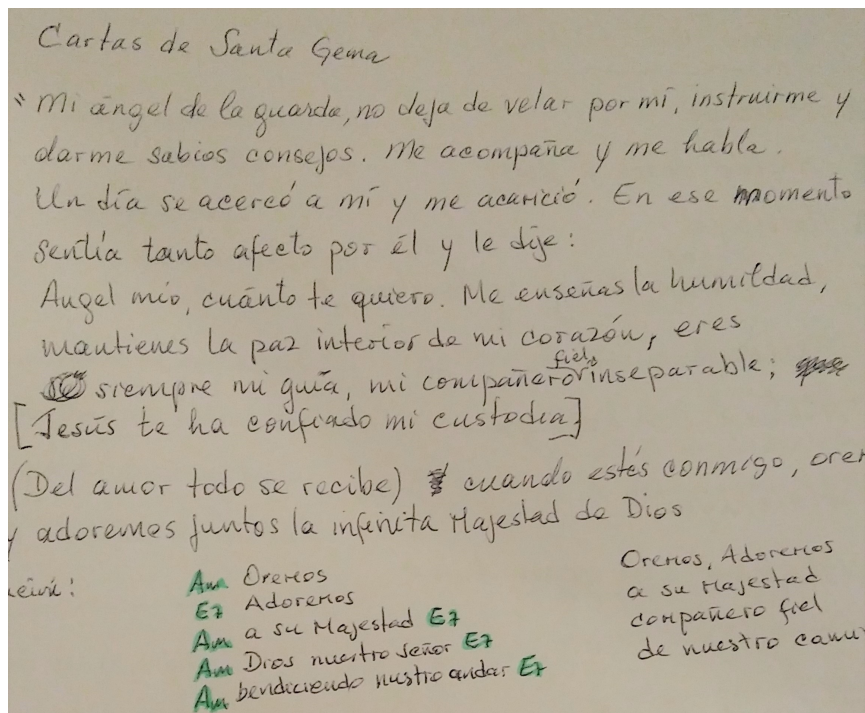 Cartas de Santa Gema
"Mi ángel de la guarda, no deja de velar por mí, instruirme y
darme sabios consejos. Me acompaña y me habla.
Un día se acercó a mí y me acarició. En ese momento
sentía tanto afecto por él y le dije:
Angel mío, cuánto te quiero. Me enseñas la humildad,
mantienes la paz interior de mi corazón, eres
siempre mi guía, mi compañero fiel inseparable;
[Jesús te ha confiado mi custodia]
(Del amor todo se recibe) cuando estés conmigo, orem
y adoremos juntos la infinita Majestad de Dios
Am Oremos
E7 Adoremos
Am a su Majestad E7
Am Dios nuestro Señor E7
Am bendiciendo nustro andar E7
Oremos, Adoremos
a su Majestad
compañero fiel
de nuestro camu